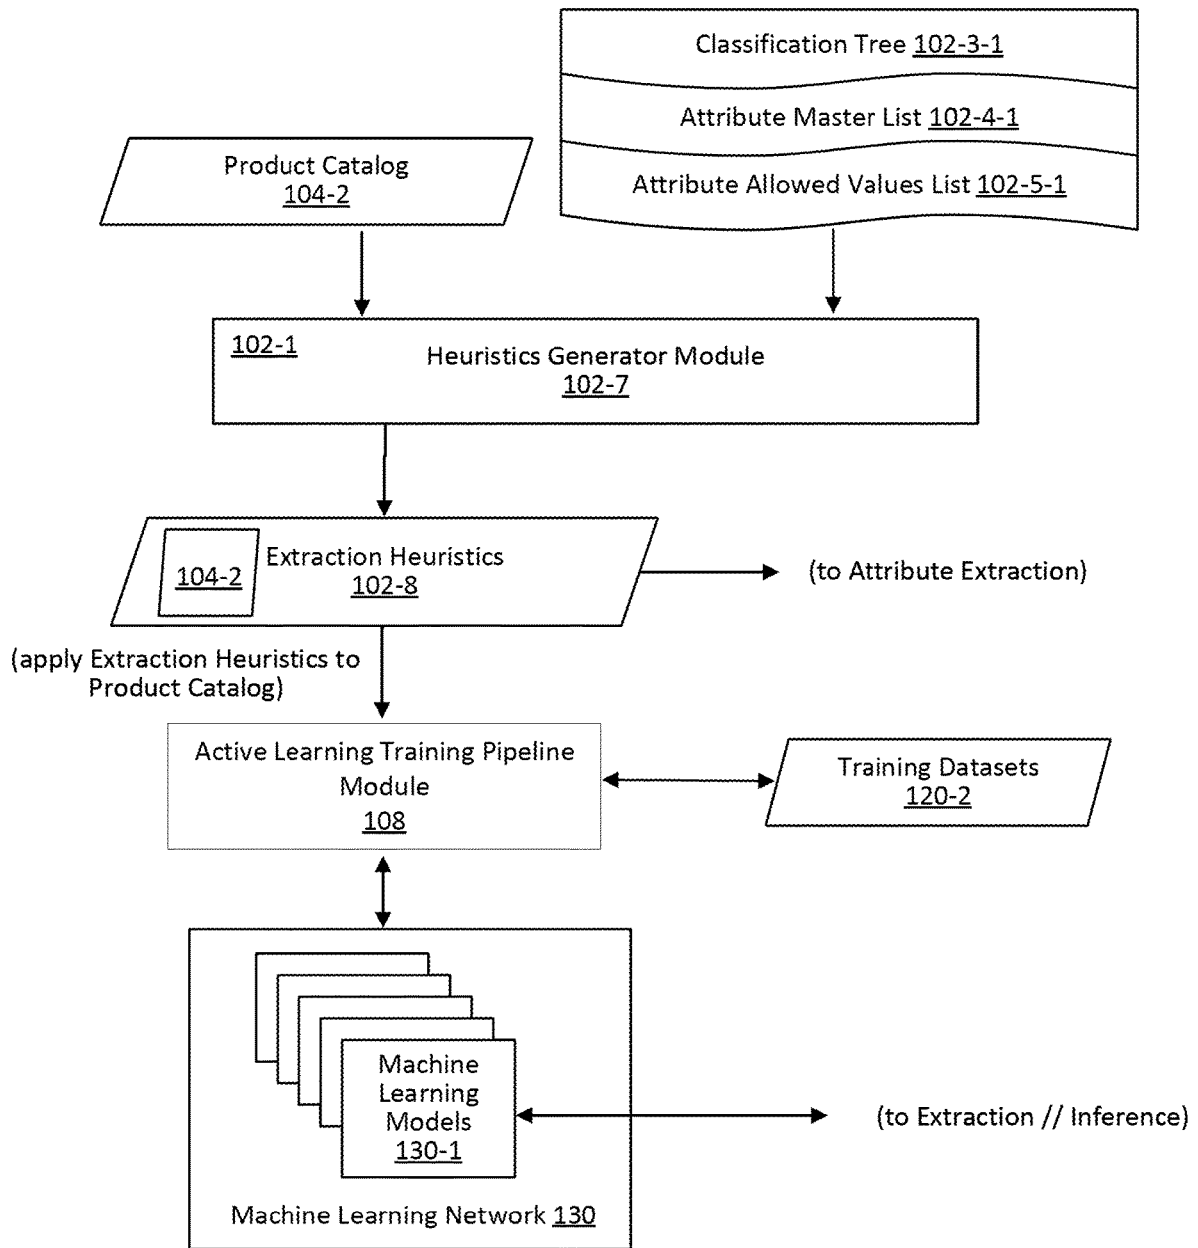 Classification Tree 102-3-1
Attribute Master List 102-4-1
Attribute Allowed Values List 102-5-1
Product Catalog
104-2
102-1
Heuristics Generator Module
102-7
104-2
Extraction Heuristics
102-8
(to Attribute Extraction)
(apply Extraction Heuristics to
Product Catalog)
Active Learning Training Pipeline
Module
108
Training Datasets
120-2
Machine
Learning
Models
130-1
(to Extraction // Inference)
Machine Learning Network 130